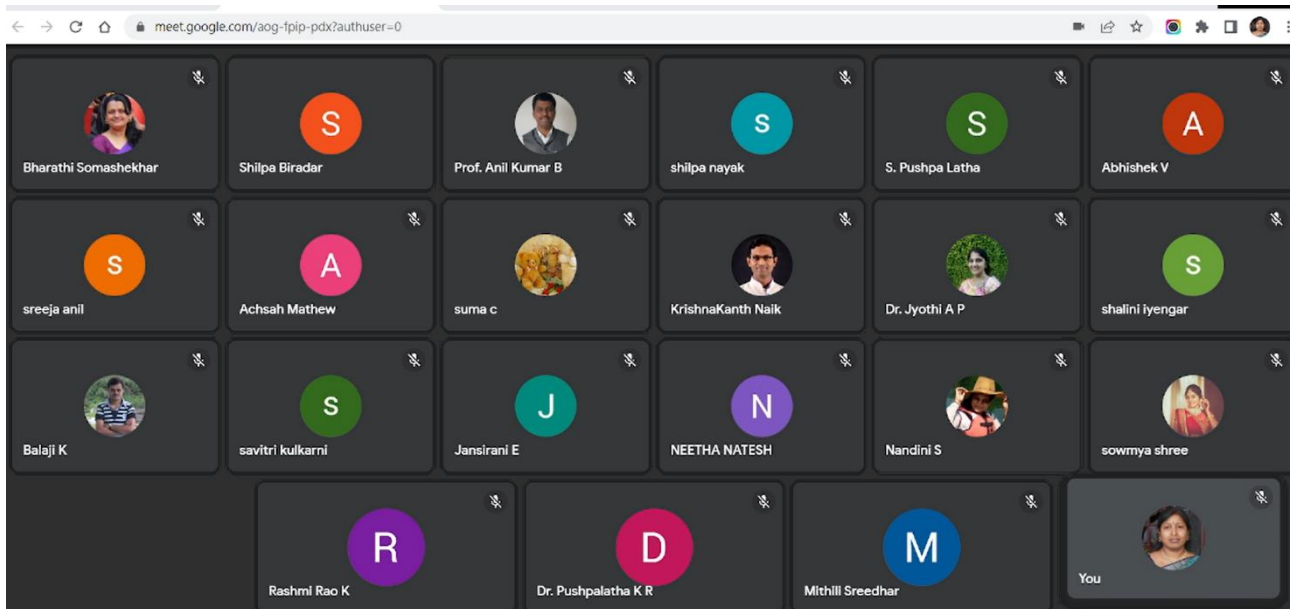 meet.google.com/aog-fpip-pdx?authuser=0
Bharathi Somashekhar
S
Shilpa Biradar
Prof. Anil Kumar B
s
shilpa nayak
S
S. Pushpa Latha
A
Abhishek V
s
sreeja anil
A
Achsah Mathew
suma c
KrishnaKanth Naik
Dr. Jyothi A P
s
shalini iyengar
Balaji K
s
savitri kulkarni
J
Jansirani E
N
NEETHA NATESH
Nandini S
sowmya shree
R
Rashmi Rao K
D
Dr. Pushpalatha K R
M
Mithili Sreedhar
You